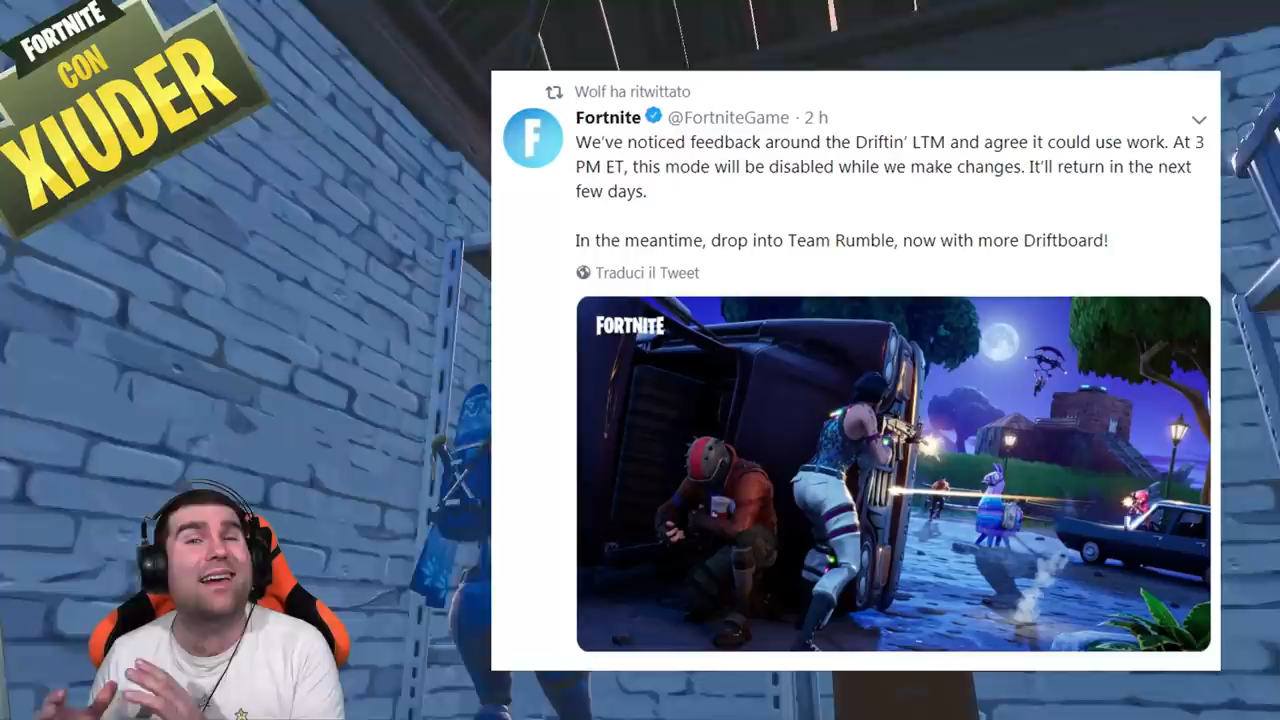 FORTNITE
CON
XIUDER
Wolf ha ritwittato
Fortnite @FortniteGame · 2 h
We've noticed feedback around the Driftin' LTM and agree it could use work. At 3
PM ET, this mode will be disabled while we make changes. It'll return in the next
few days.
In the meantime, drop into Team Rumble, now with more Driftboard!
Traduci il Tweet
F
FORTNITE